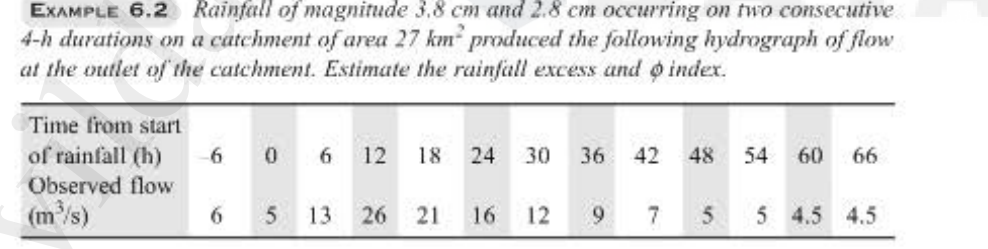 EXAMPLE 6.2 Rainfall of magnitude 3.8 cm and 2.8 cm occurring on two consecutive
4-h durations on a catchment of area 27 km² produced the following hydrograph of flow
at the outlet of the catchment. Estimate the rainfall excess and ϕ index.
Time from start
of rainfall (h) –6 0 6 12 18 24 30 36 42 48 54 60 66
Observed flow
(m³/s) 6 5 13 26 21 16 12 9 7 5 5 4.5 4.5